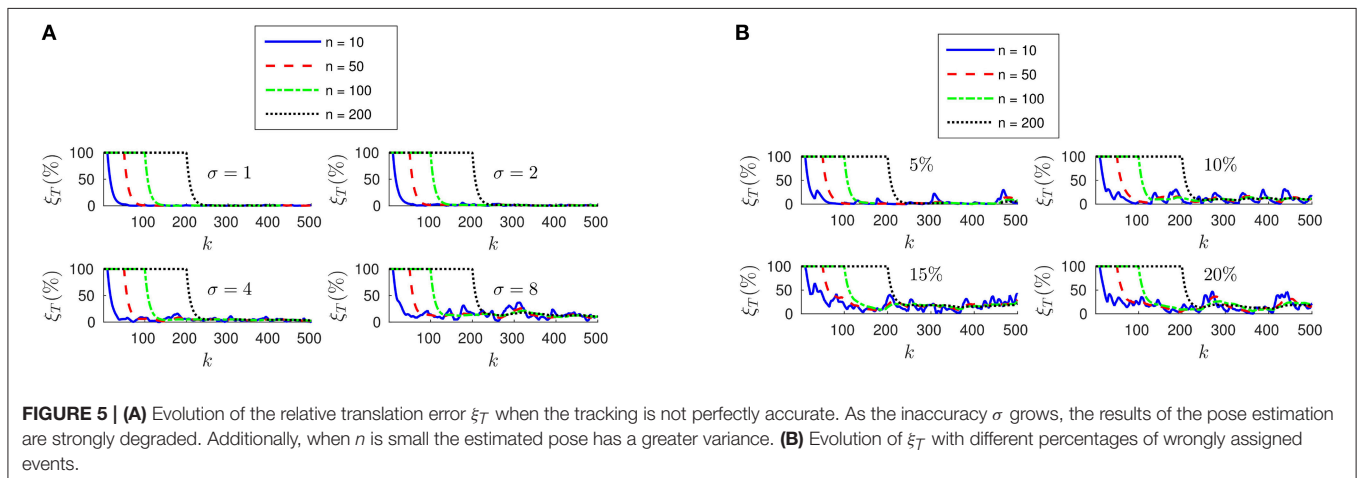 A
n = 10
n = 50
n = 100
n = 200
ξT(%)
100
50
0
σ = 1
100 200 300 400 500
k
ξT(%)
100
50
0
σ = 2
100 200 300 400 500
k
ξT(%)
100
50
0
σ = 4
100 200 300 400 500
k
ξT(%)
100
50
0
σ = 8
100 200 300 400 500
k
B
n = 10
n = 50
n = 100
n = 200
ξT(%)
100
50
0
5%
100 200 300 400 500
k
ξT(%)
100
50
0
10%
100 200 300 400 500
k
ξT(%)
100
50
0
15%
100 200 300 400 500
k
ξT(%)
100
50
0
20%
100 200 300 400 500
k
FIGURE 5 | (A) Evolution of the relative translation error ξT when the tracking is not perfectly accurate. As the inaccuracy σ grows, the results of the pose estimation
are strongly degraded. Additionally, when n is small the estimated pose has a greater variance. (B) Evolution of ξT with different percentages of wrongly assigned
events.